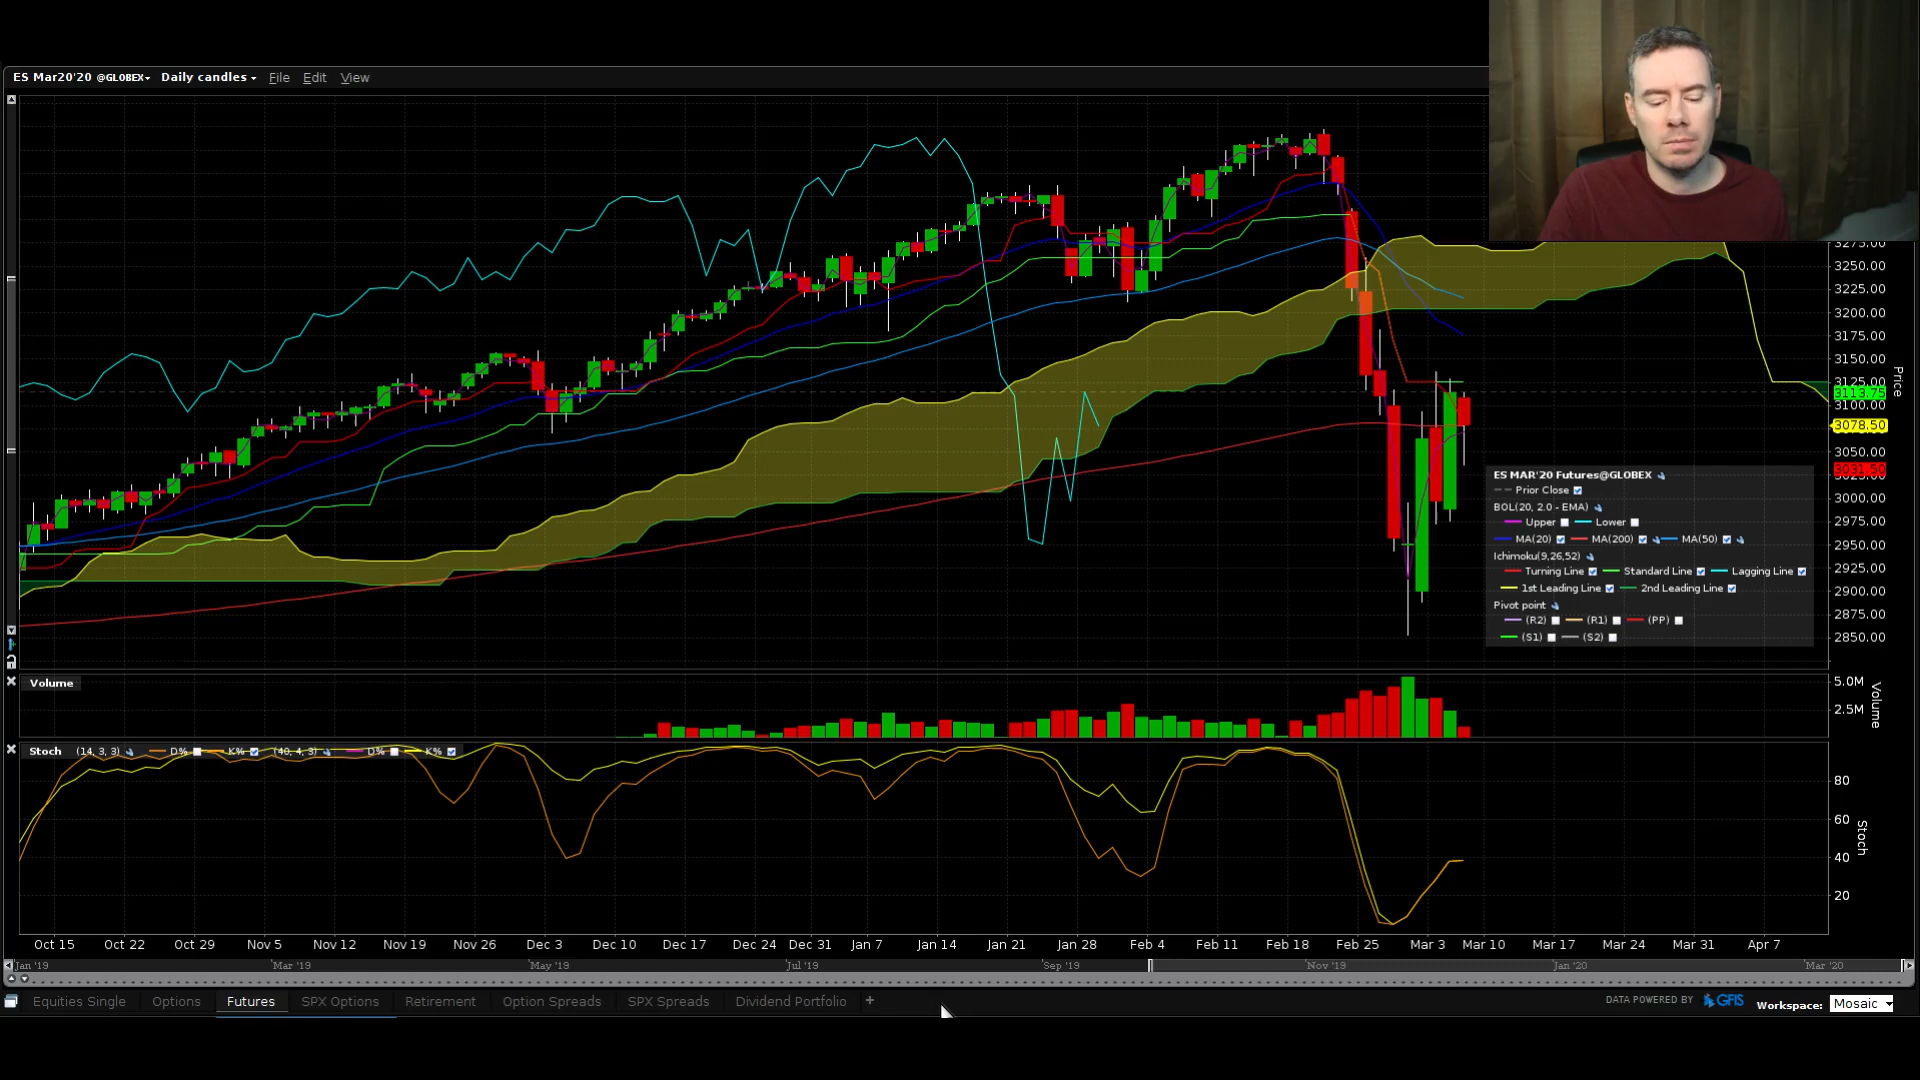 ES Mar20'20 @GLOBEX Daily candles File Edit View
3275.00
3250.00
3225.00
3200.00
3175.00
3150.00
3125.00
3113.75
3100.00
3078.50
3050.00
3031.50
3000.00
2975.00
2950.00
2925.00
2900.00
2875.00
2850.00
Price
ES MAR'20 Futures@GLOBEX
Prior Close
BOL(20, 2.0 - EMA)
Upper Lower
MA(20) MA(200) MA(50)
Ichimoku(9,26,52)
Turning Line Standard Line Lagging Line
1st Leading Line 2nd Leading Line
Pivot point
(R2) (R1) (PP)
(S1) (S2)
Volume
5.0M
2.5M
Volume
Stoch (14, 3, 3) D% K% (40, 4, 3) D% K%
80
60
40
20
Stoch
Oct 15 Oct 22 Oct 29 Nov 5 Nov 12 Nov 19 Nov 26 Dec 3 Dec 10 Dec 17 Dec 24 Dec 31 Jan 7 Jan 14 Jan 21 Jan 28 Feb 4 Feb 11 Feb 18 Feb 25 Mar 3 Mar 10 Mar 17 Mar 24 Mar 31 Apr 7
Jan '19 Mar '19 May '19 Jul '19 Sep '19 Nov '19 Jan '20 Mar '20
Equities Single Options Futures SPX Options Retirement Option Spreads SPX Spreads Dividend Portfolio +
DATA POWERED BY GFIS Workspace: Mosaic